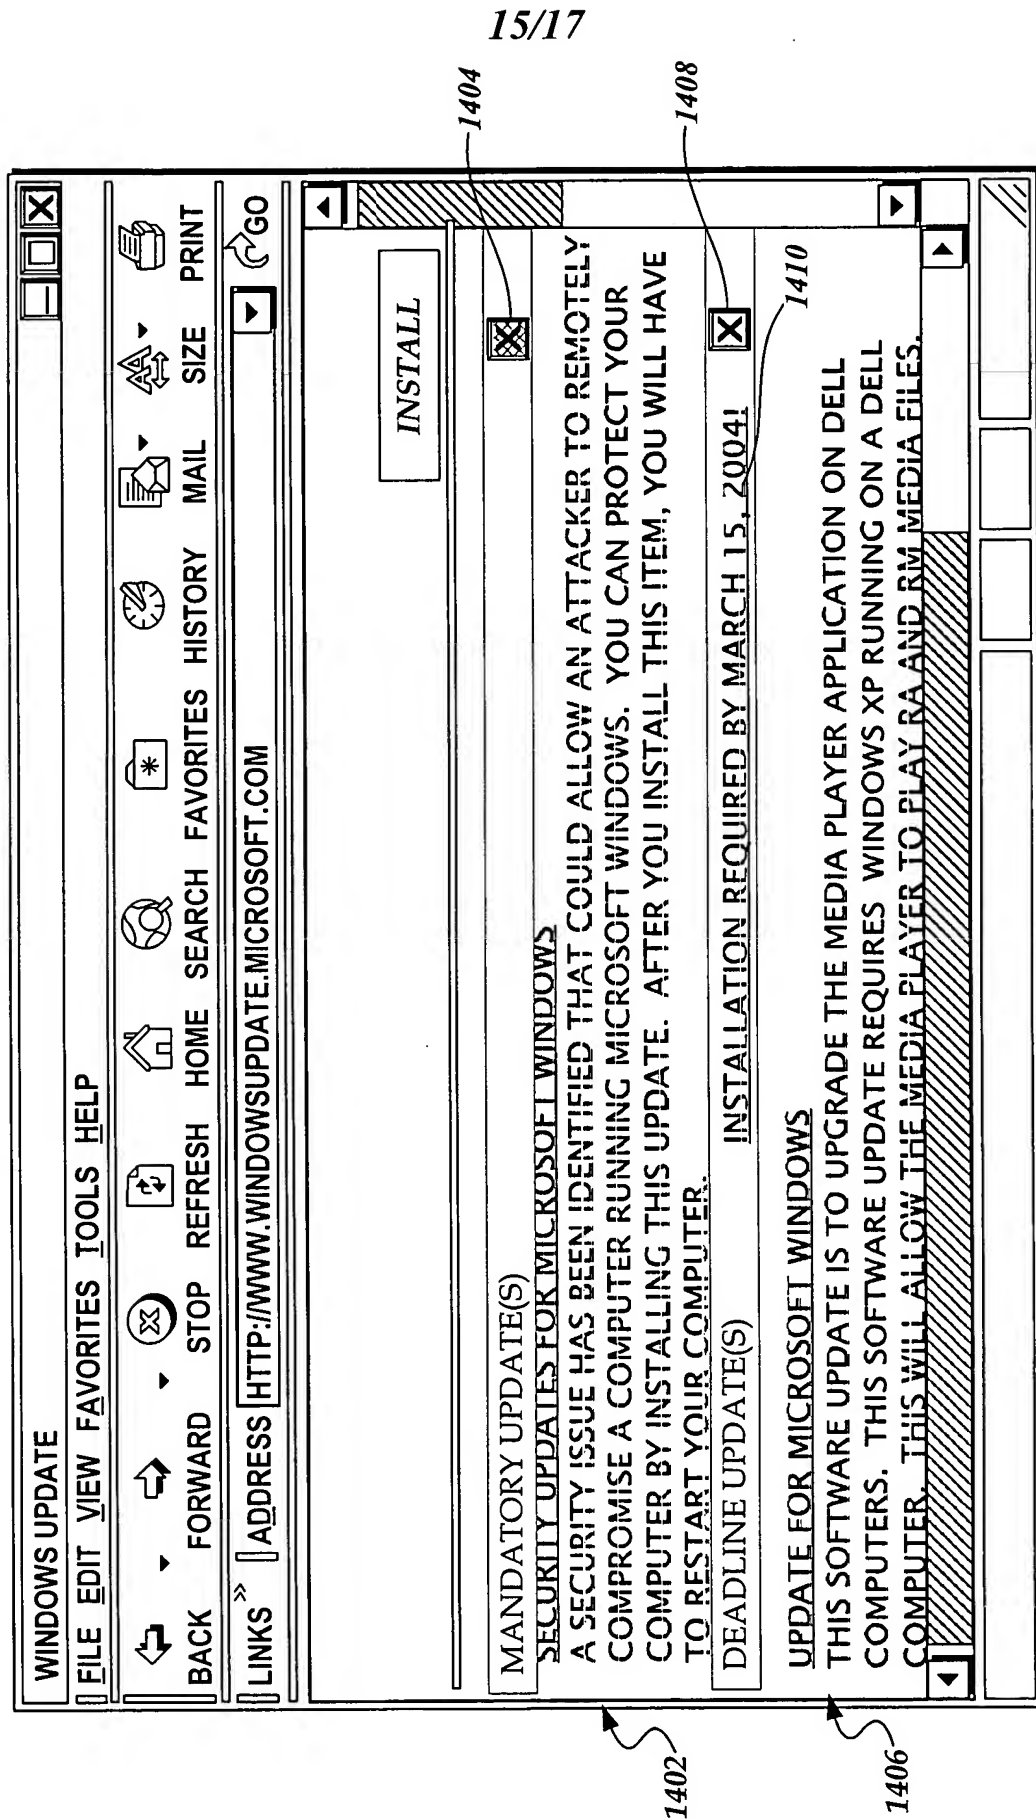 15/17
WINDOWS UPDATE
FILE EDIT VIEW FAVORITES TOOLS HELP
BACK FORWARD STOP REFRESH HOME SEARCH FAVORITES HISTORY MAIL SIZE PRINT
LINKS » ADDRESS HTTP://WWW.WINDOWSUPDATE.MICROSOFT.COM GO
INSTALL
MANDATORY UPDATE(S)
1404
SECURITY UPDATES FOR MICROSOFT WINDOWS
A SECURITY ISSUE HAS BEEN IDENTIFIED THAT COULD ALLOW AN ATTACKER TO REMOTELY
COMPROMISE A COMPUTER RUNNING MICROSOFT WINDOWS. YOU CAN PROTECT YOUR
COMPUTER BY INSTALLING THIS UPDATE. AFTER YOU INSTALL THIS ITEM, YOU WILL HAVE
TO RESTART YOUR COMPUTER.
1402
DEADLINE UPDATE(S) INSTALLATION REQUIRED BY MARCH 15, 2004!
1408
1410
UPDATE FOR MICROSOFT WINDOWS
THIS SOFTWARE UPDATE IS TO UPGRADE THE MEDIA PLAYER APPLICATION ON DELL
COMPUTERS. THIS SOFTWARE UPDATE REQUIRES WINDOWS XP RUNNING ON A DELL
COMPUTER. THIS WILL ALLOW THE MEDIA PLAYER TO PLAY RA AND RM MEDIA FILES.
1406